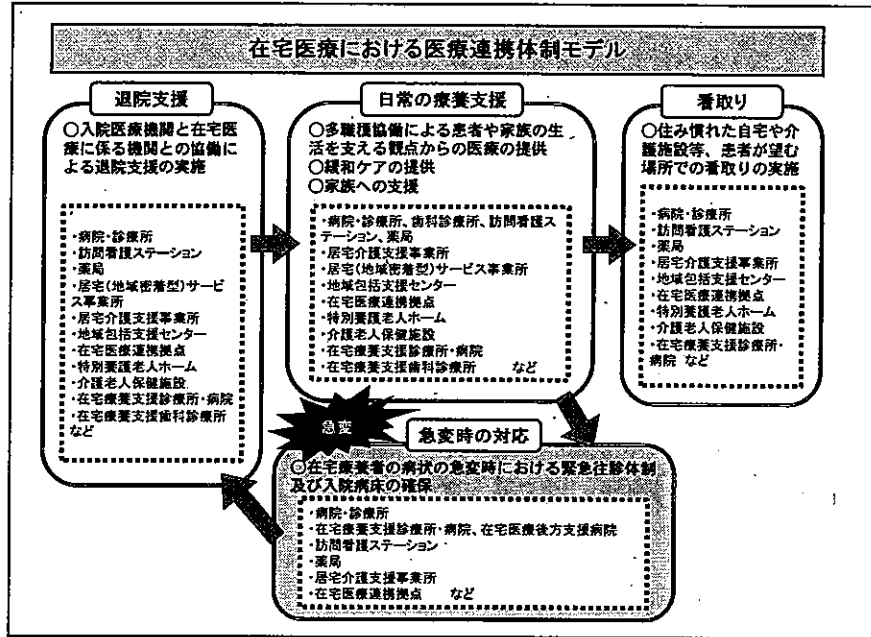 在宅医療における医療連携体制モデル
退院支援
○入院医療機関と在宅医
療に係る機関との協働
による退院支援の実施
・病院・診療所
・訪問看護ステーション
・薬局
・居宅(地域密着型)サービ
ス事業所
・居宅介護支援事業所
・地域包括支援センター
・在宅医療連携拠点
・特別養護老人ホーム
・介護老人保健施設
・在宅療養支援診療所・病院
・在宅療養支援歯科診療所
など
日常の療養支援
○多職種協働による患者や家族の生
活を支える観点からの医療の提供
○緩和ケアの提供
○家族への支援
・病院・診療所、歯科診療所、訪問看護ス
テーション、薬局
・居宅介護支援事業所
・居宅(地域密着型)サービス事業所
・地域包括支援センター
・在宅医療連携拠点
・特別養護老人ホーム
・介護老人保健施設
・在宅療養支援診療所・病院
・在宅療養支援歯科診療所 など
看取り
○住み慣れた自宅や介
護施設等、患者が望む
場所での看取りの実施
・病院・診療所
・訪問看護ステーション
・薬局
・居宅介護支援事業所
・地域包括支援センター
・在宅医療連携拠点
・特別養護老人ホーム
・介護老人保健施設
・在宅療養支援診療所・
病院 など
急変
急変時の対応
○在宅療養者の病状の急変時における緊急往診体制
及び入院病床の確保
・病院・診療所
・在宅療養支援診療所・病院、在宅医療後方支援病院
・訪問看護ステーション
・薬局
・居宅介護支援事業所
・在宅医療連携拠点 など